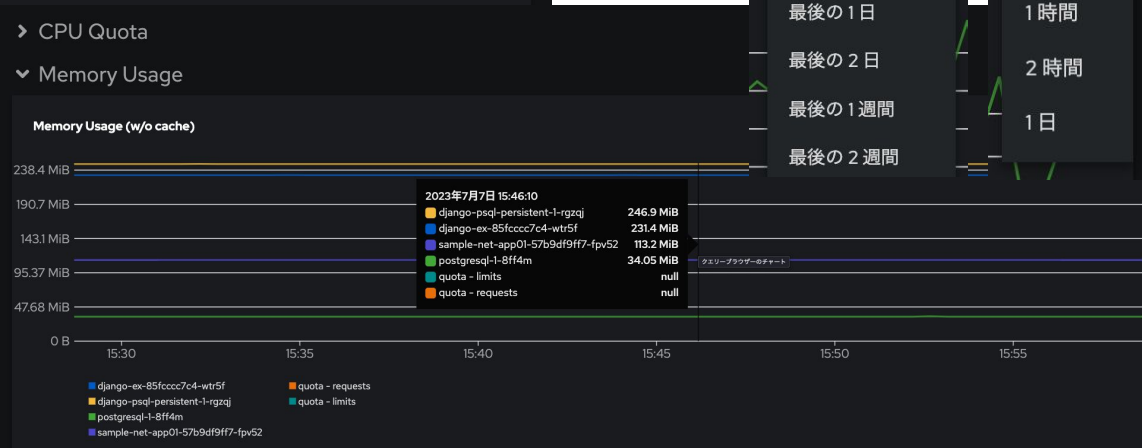 CPU Quota
Memory Usage
最後の1日
最後の2日
最後の1週間
最後の2週間
1時間
2時間
1日
Memory Usage (w/o cache)
238.4 MiB
190.7 MiB
143.1 MiB
95.37 MiB
47.68 MiB
0 B
2023年7月7日 15:46:10
django-psql-persistent-1-rgzqj 246.9 MiB
django-ex-85fcccc7c4-wtr5f 231.4 MiB
sample-net-app01-57b9df9ff7-fpv52 113.2 MiB
postgresql-1-8ff4m 34.05 MiB
quota - limits null
quota - requests null
クエリーブラウザーのチャート
15:30 15:35 15:40 15:45 15:50 15:55
django-ex-85fcccc7c4-wtr5f quota - requests
django-psql-persistent-1-rgzqj quota - limits
postgresql-1-8ff4m
sample-net-app01-57b9df9ff7-fpv52